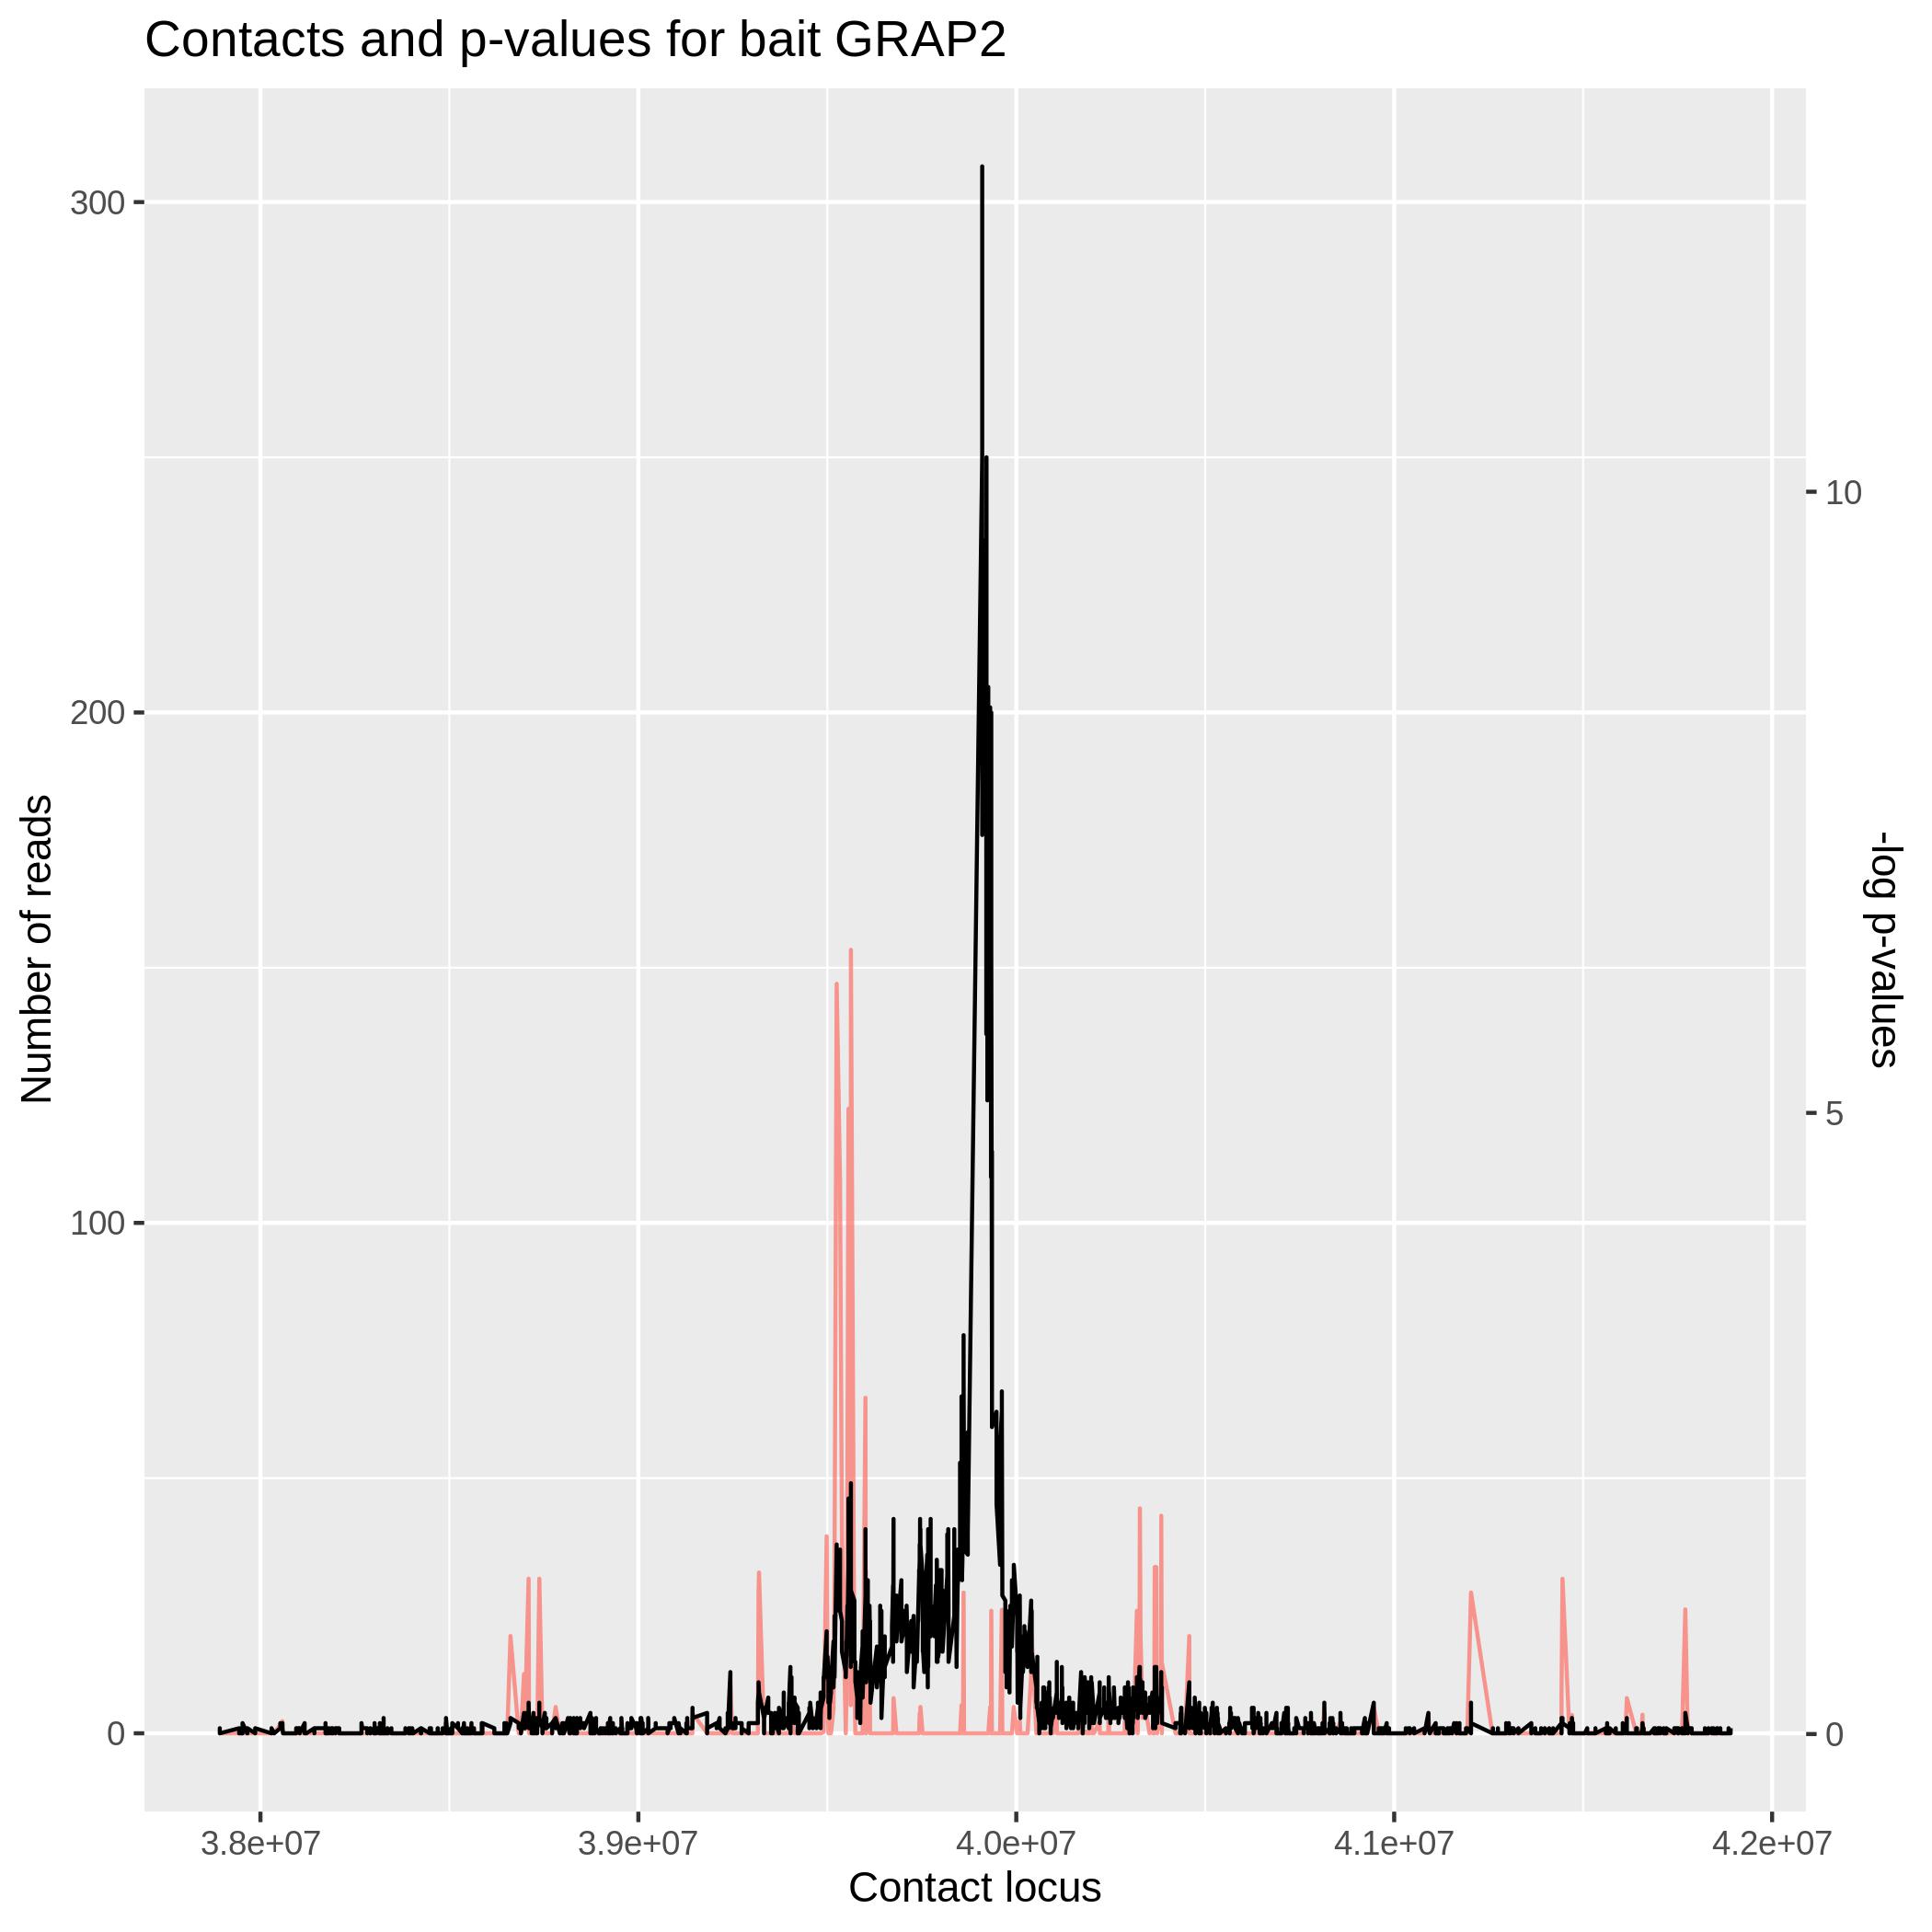 Contacts and p-values for bait GRAP2
Number of reads
300
200
100
0
10
5
0
-log p-values
3.8e+07
3.9e+07
4.0e+07
4.1e+07
4.2e+07
Contact locus